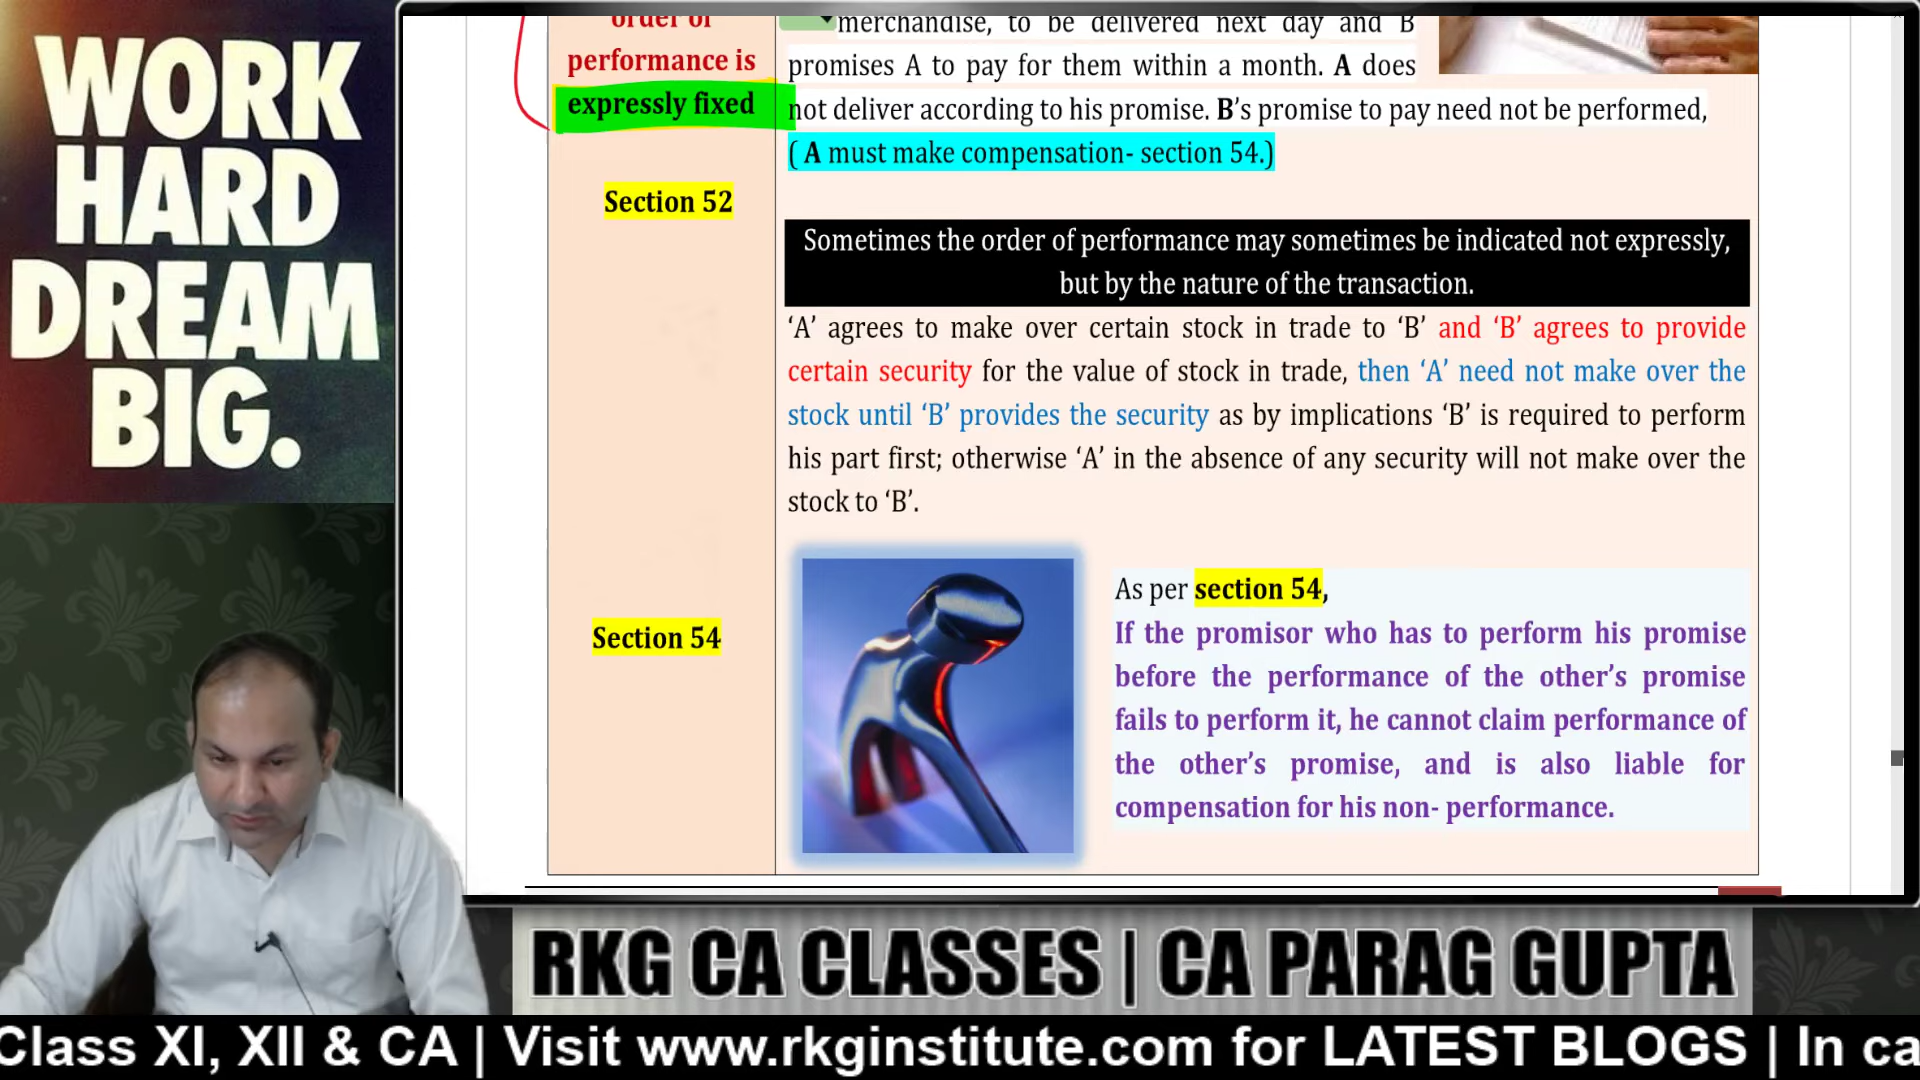 WORK
HARD
DREAM
BIG.
order of
performance is
expressly fixed
Section 52
Section 54
merchandise, to be delivered next day and B
promises A to pay for them within a month. A does
not deliver according to his promise. B's promise to pay need not be performed,
( A must make compensation- section 54.)
Sometimes the order of performance may sometimes be indicated not expressly,
but by the nature of the transaction.
‘A’ agrees to make over certain stock in trade to ‘B’ and ‘B’ agrees to provide
certain security for the value of stock in trade, then ‘A’ need not make over the
stock until ‘B’ provides the security as by implications ‘B’ is required to perform
his part first; otherwise ‘A’ in the absence of any security will not make over the
stock to ‘B’.
As per section 54,
If the promisor who has to perform his promise
before the performance of the other’s promise
fails to perform it, he cannot claim performance of
the other’s promise, and is also liable for
compensation for his non- performance.
RKG CA CLASSES | CA PARAG GUPTA
Class XI, XII & CA | Visit www.rkginstitute.com for LATEST BLOGS | In ca